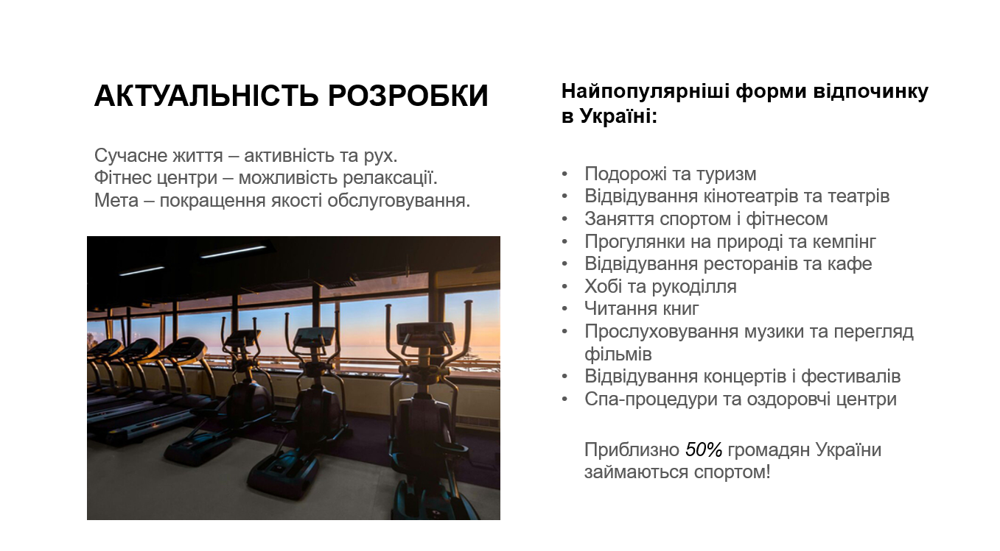 АКТУАЛЬНІСТЬ РОЗРОБКИ
Сучасне життя – активність та рух.
Фітнес центри – можливість релаксації.
Мета – покращення якості обслуговування.
Найпопулярніші форми відпочинку
в Україні:
• Подорожі та туризм
• Відвідування кінотеатрів та театрів
• Заняття спортом і фітнесом
• Прогулянки на природі та кемпінг
• Відвідування ресторанів та кафе
• Хобі та рукоділля
• Читання книг
• Прослуховування музики та перегляд
фільмів
• Відвідування концертів і фестивалів
• Спа-процедури та оздоровчі центри
Приблизно 50% громадян України
займаються спортом!